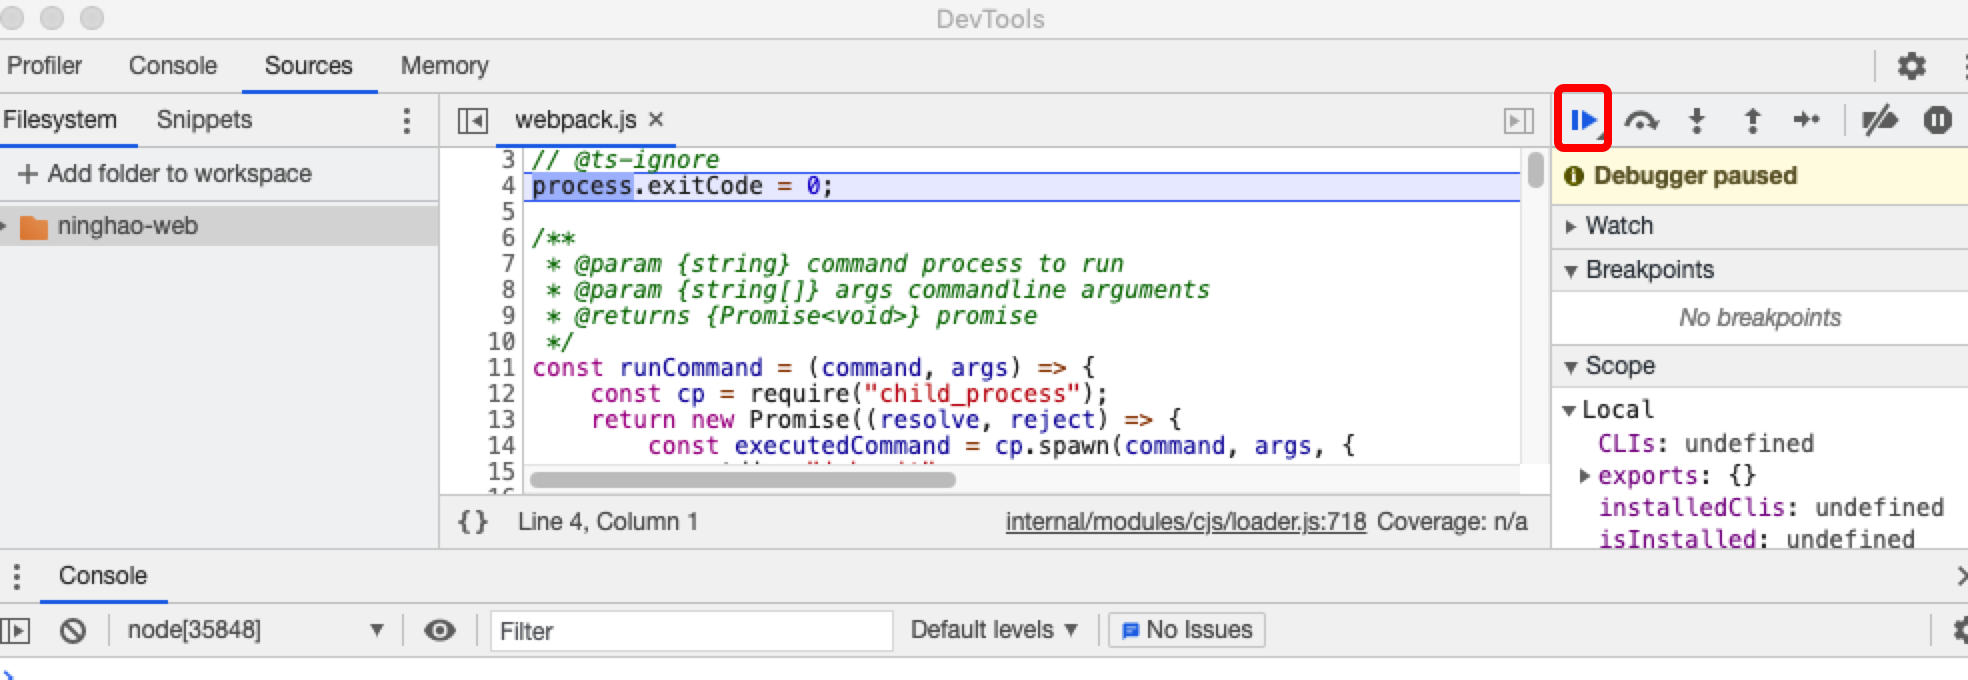 DevTools
Profiler Console Sources Memory
Filesystem Snippets
webpack.js ×
+ Add folder to workspace
ninghao-web
3 // @ts-ignore
4 process.exitCode = 0;
5
6 /**
7  * @param {string} command process to run
8  * @param {string[]} args commandline arguments
9  * @returns {Promise<void>} promise
10  */
11 const runCommand = (command, args) => {
12     const cp = require("child_process");
13     return new Promise((resolve, reject) => {
14         const executedCommand = cp.spawn(command, args, {
15
{} Line 4, Column 1 internal/modules/cjs/loader.js:718 Coverage: n/a
Debugger paused
Watch
Breakpoints
No breakpoints
Scope
Local
CLIs: undefined
exports: {}
installedClis: undefined
isInstalled: undefined
Console
node[35848] Filter Default levels No Issues